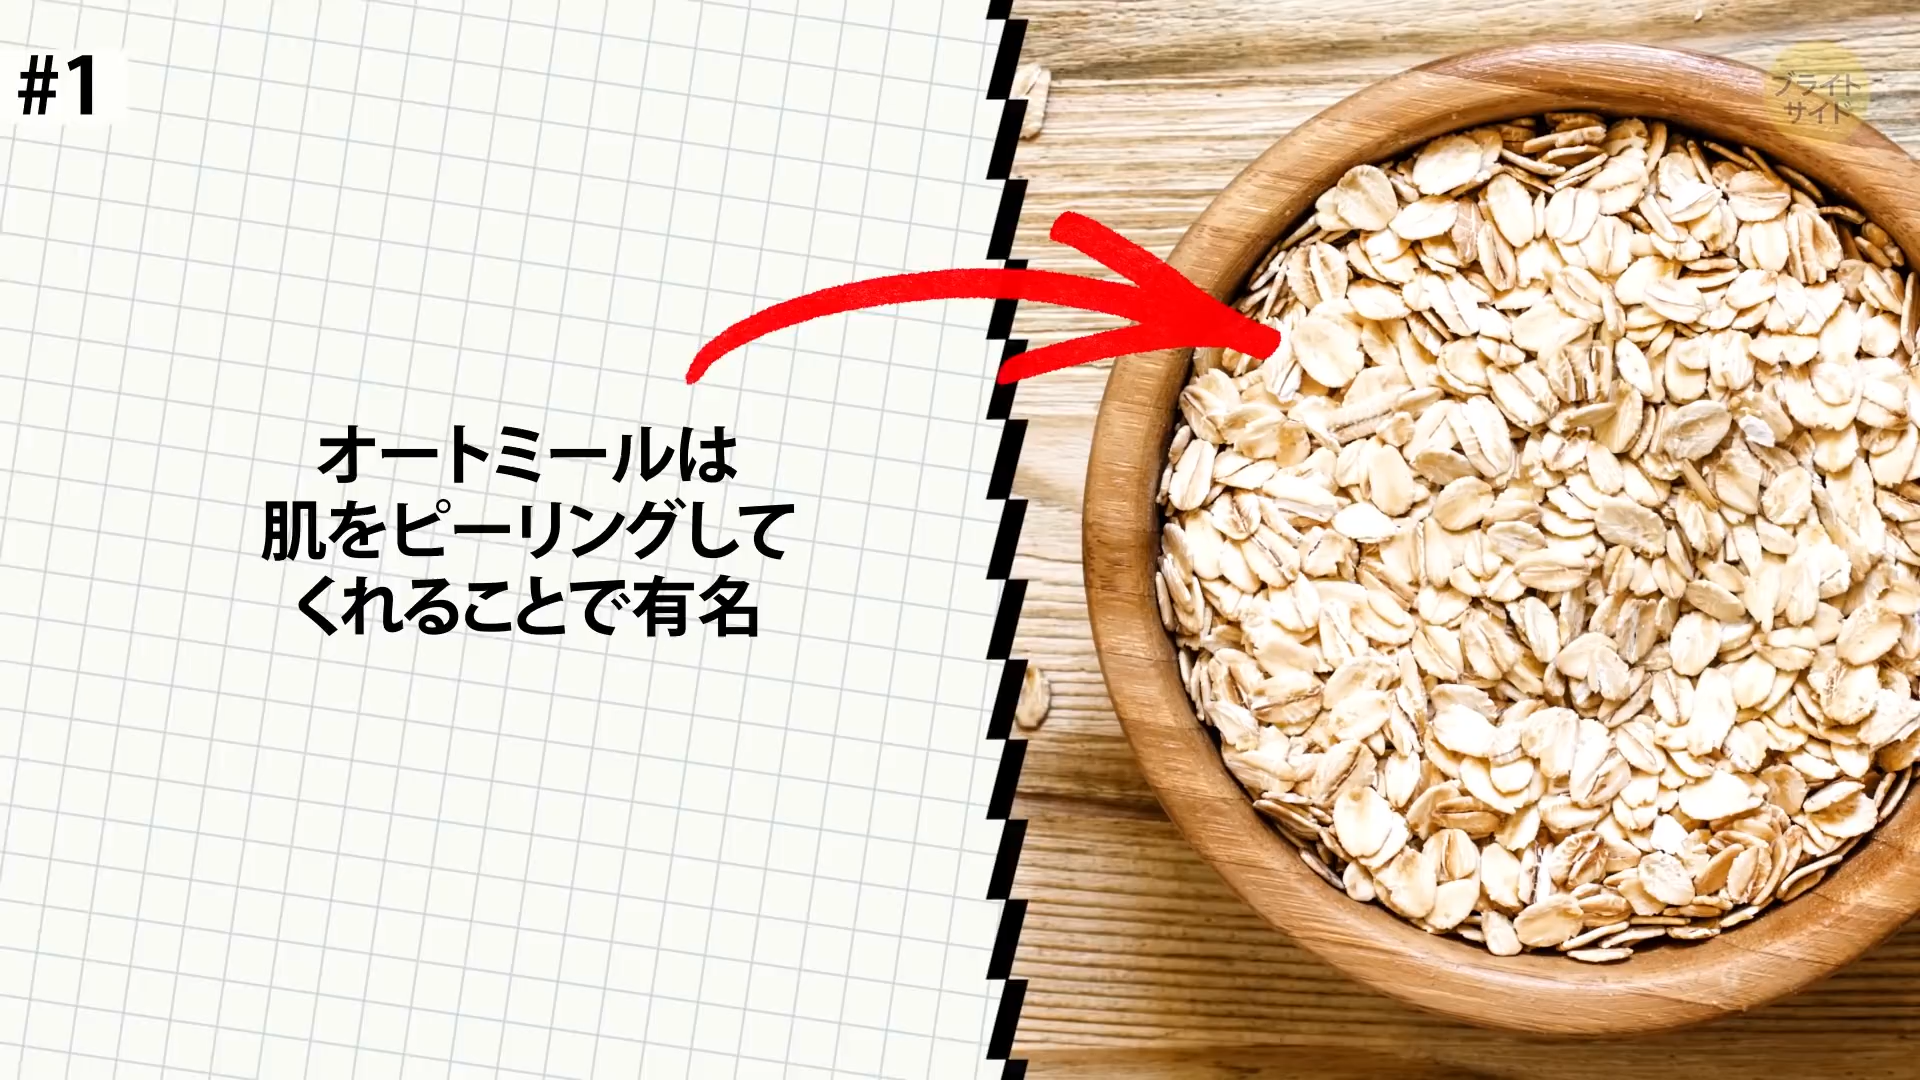 #1
ブライト
サイド
オートミールは
肌をピーリングして
くれることで有名